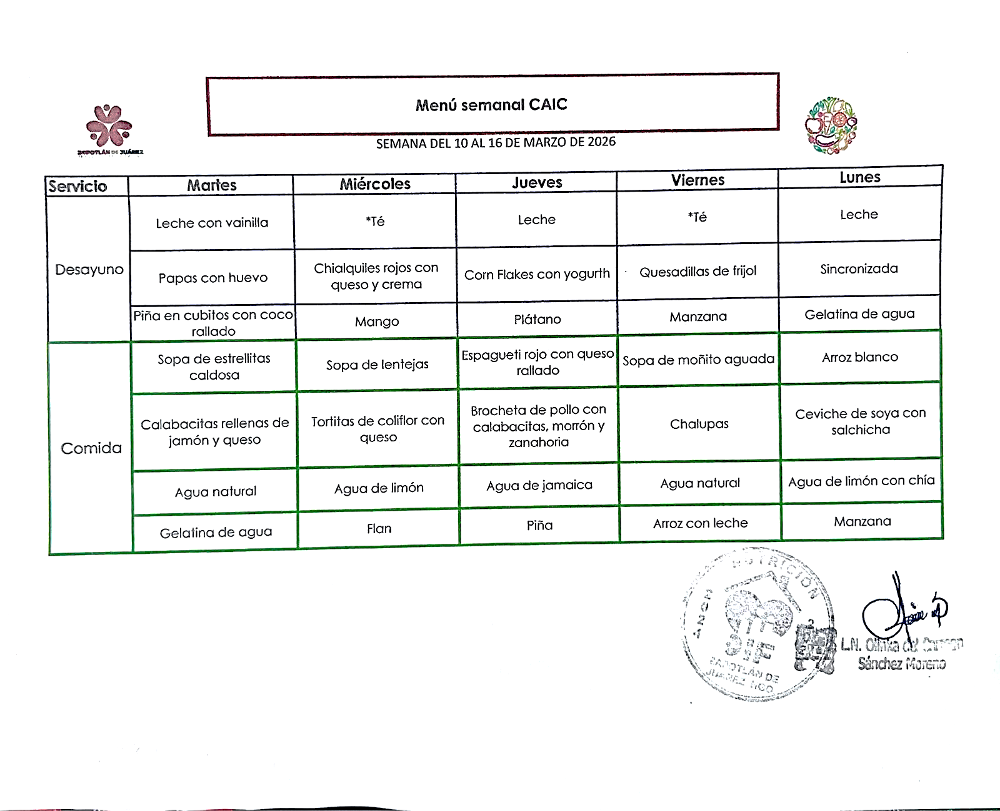 Menú semanal CAIC
ZAPOTLÁN DE JUÁREZ
SEMANA DEL 10 AL 16 DE MARZO DE 2026
Servicio Martes Miércoles Jueves Viernes Lunes
Desayuno
Leche con vainilla *Té Leche *Té Leche
Papas con huevo
Chialquiles rojos con
queso y crema
Corn Flakes con yogurth Quesadillas de frijol Sincronizada
Piña en cubitos con coco
rallado
Mango Plátano Manzana Gelatina de agua
Comida
Sopa de estrellitas
caldosa
Sopa de lentejas
Espagueti rojo con queso
rallado
Sopa de moñito aguada Arroz blanco
Calabacitas rellenas de
jamón y queso
Tortitas de coliflor con
queso
Brocheta de pollo con
calabacitas, morrón y
zanahoria
Chalupas
Ceviche de soya con
salchicha
Agua natural Agua de limón Agua de jamaica Agua natural Agua de limón con chía
Gelatina de agua Flan Piña Arroz con leche Manzana
NUTRICIÓN
DIF
ZAPOTLÁN DE
JUÁREZ HGO
L.N.
Sánchez Moreno